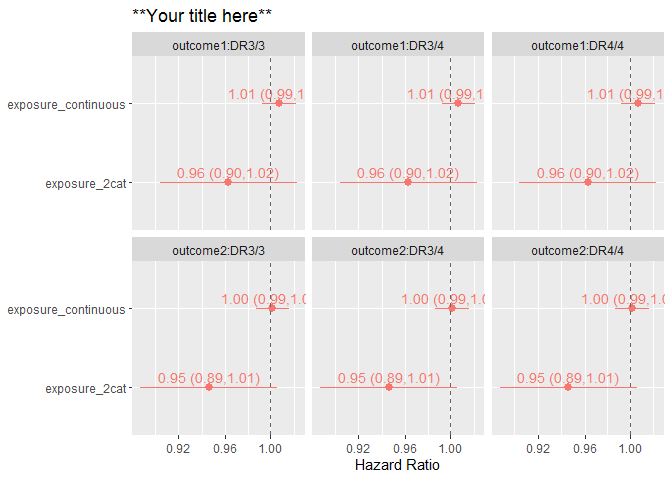 **Your title here**
outcome1:DR3/3 outcome1:DR3/4 outcome1:DR4/4
exposure_continuous 1.01 (0.99,1 1.01 (0.99,1 1.01 (0.99,1
exposure_2cat 0.96 (0.90,1.02) 0.96 (0.90,1.02) 0.96 (0.90,1.02)
outcome2:DR3/3 outcome2:DR3/4 outcome2:DR4/4
exposure_continuous 1.00 (0.99,1.0 1.00 (0.99,1.0 1.00 (0.99,1.0
exposure_2cat 0.95 (0.89,1.01) 0.95 (0.89,1.01) 0.95 (0.89,1.01)
0.92 0.96 1.00 0.92 0.96 1.00 0.92 0.96 1.00
Hazard Ratio